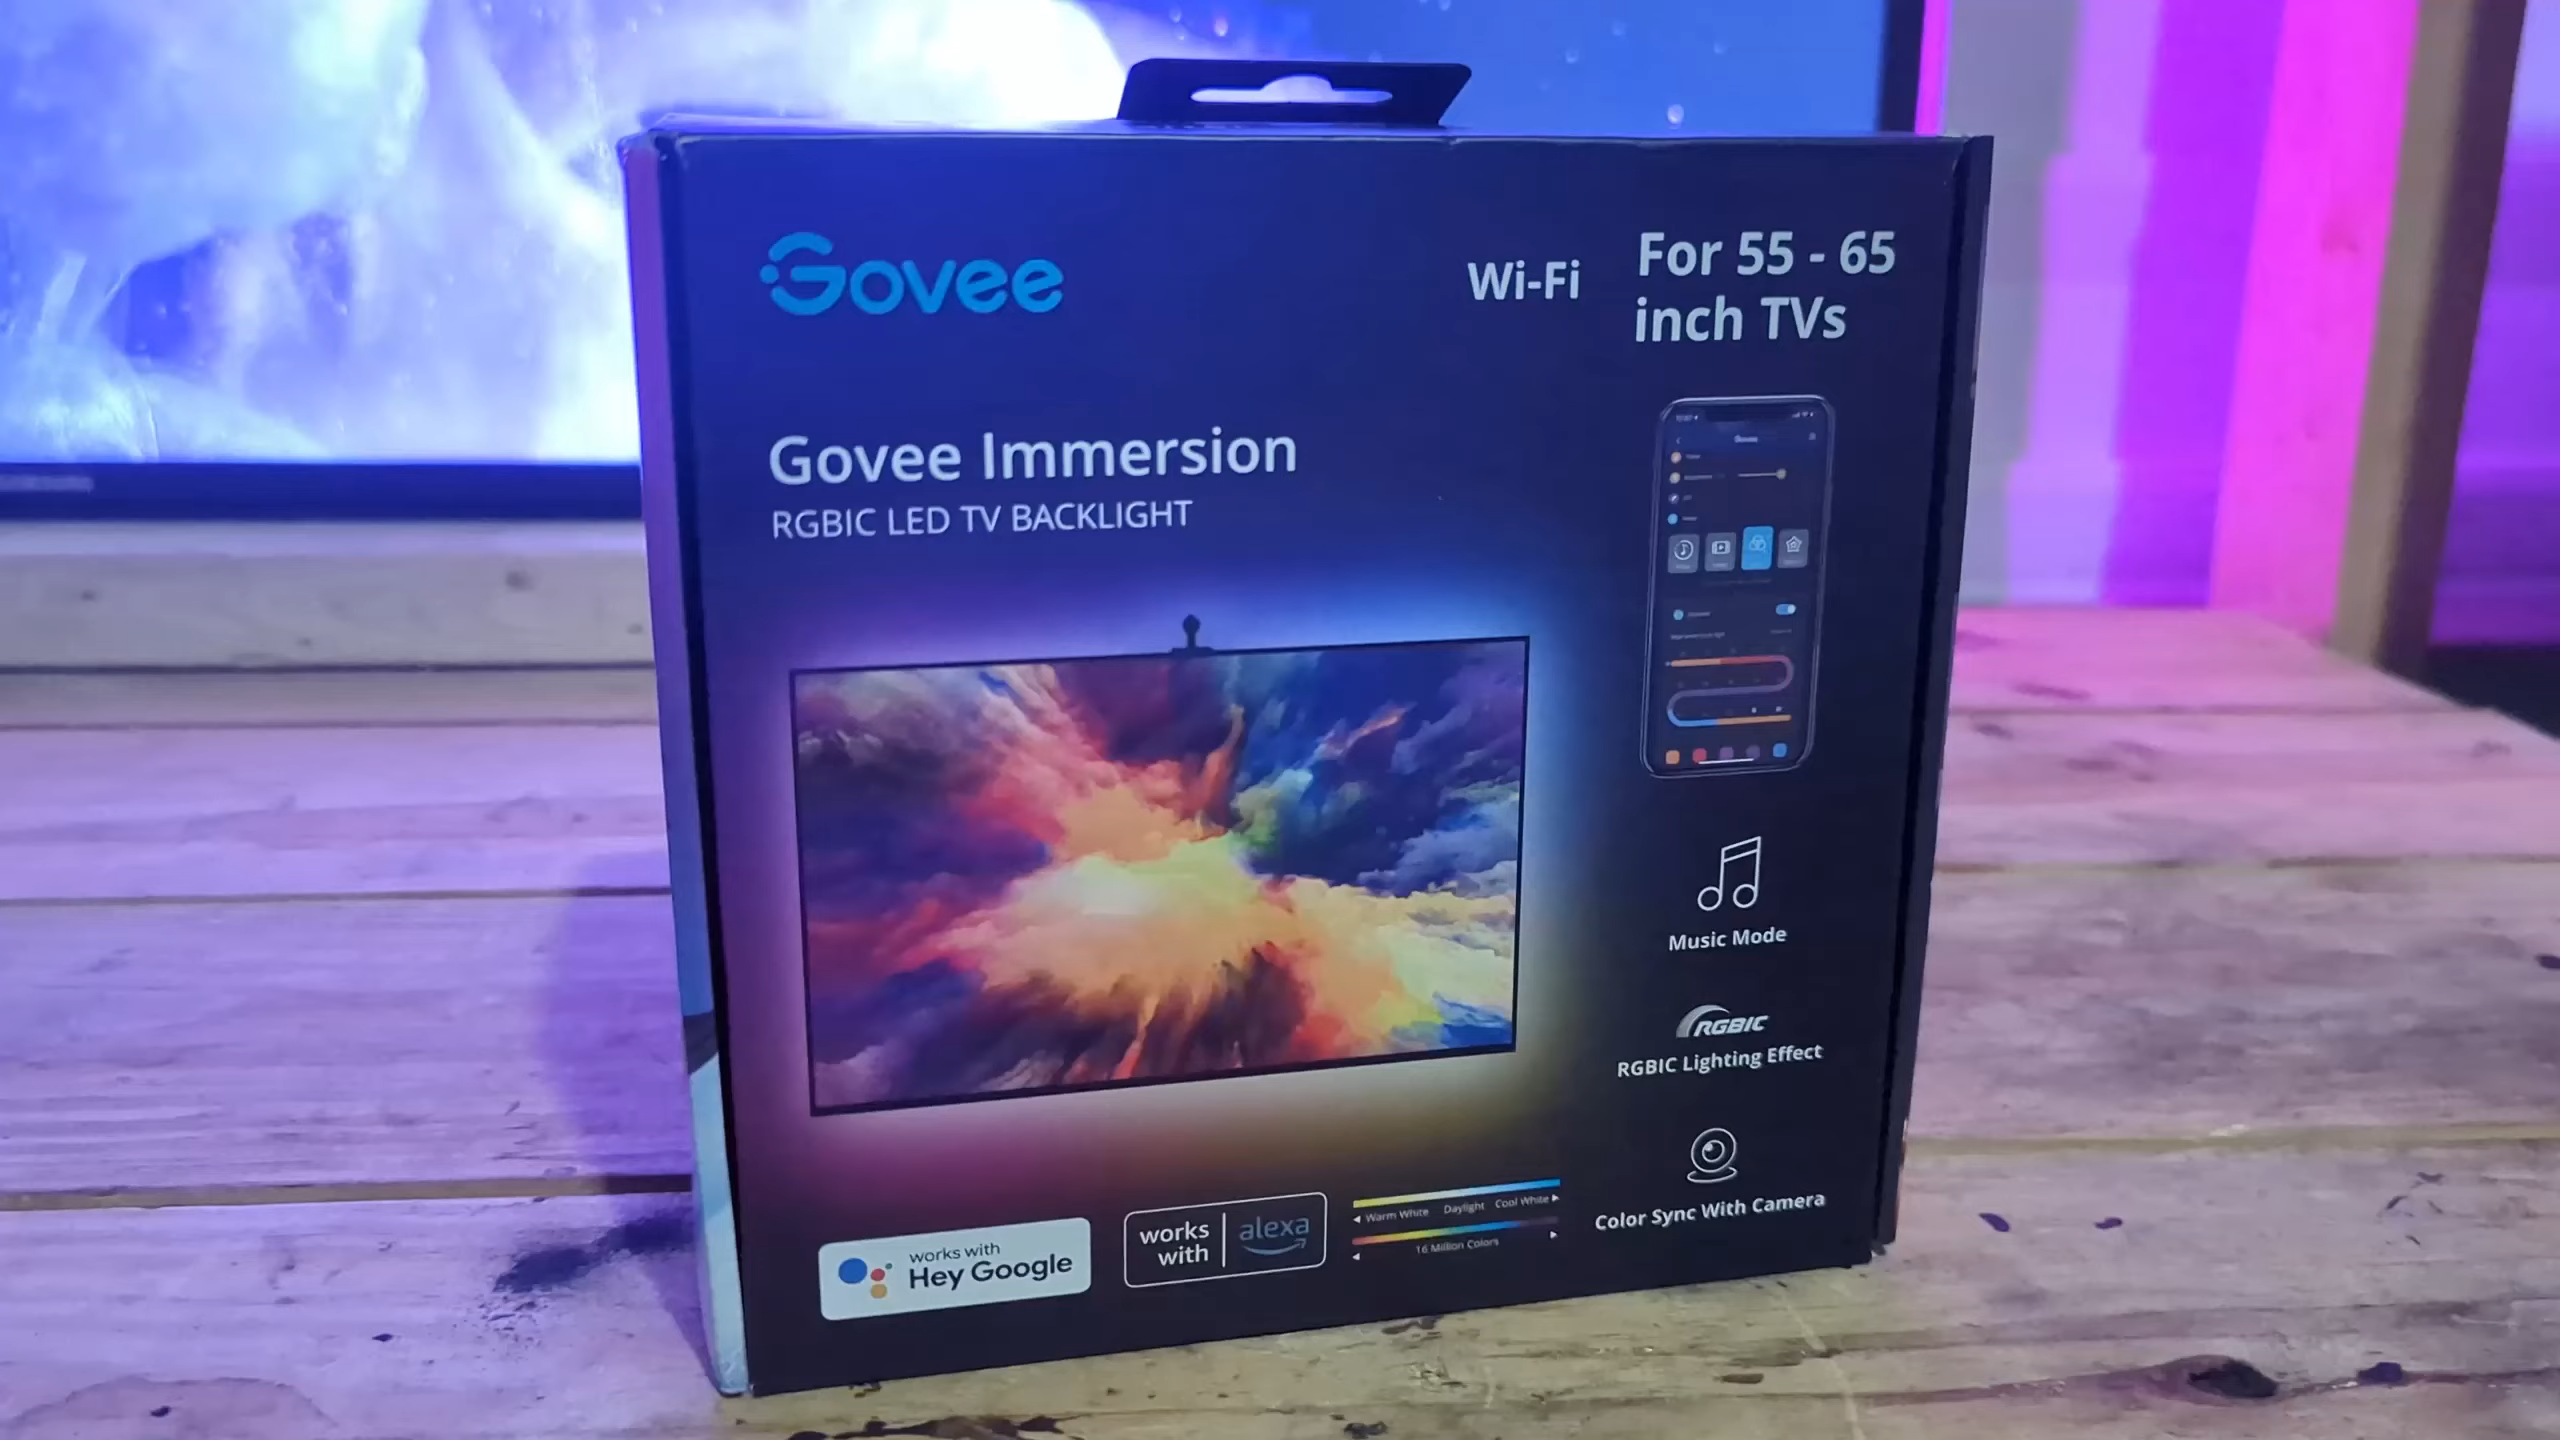 Govee
Wi-Fi
For 55 - 65
inch TVs
Govee Immersion
RGBIC LED TV BACKLIGHT
Music Mode
RGBIC
RGBIC Lighting Effect
Color Sync With Camera
works with
Hey Google
works
with
alexa
Warm White Daylight Cool White
16 Million Colors